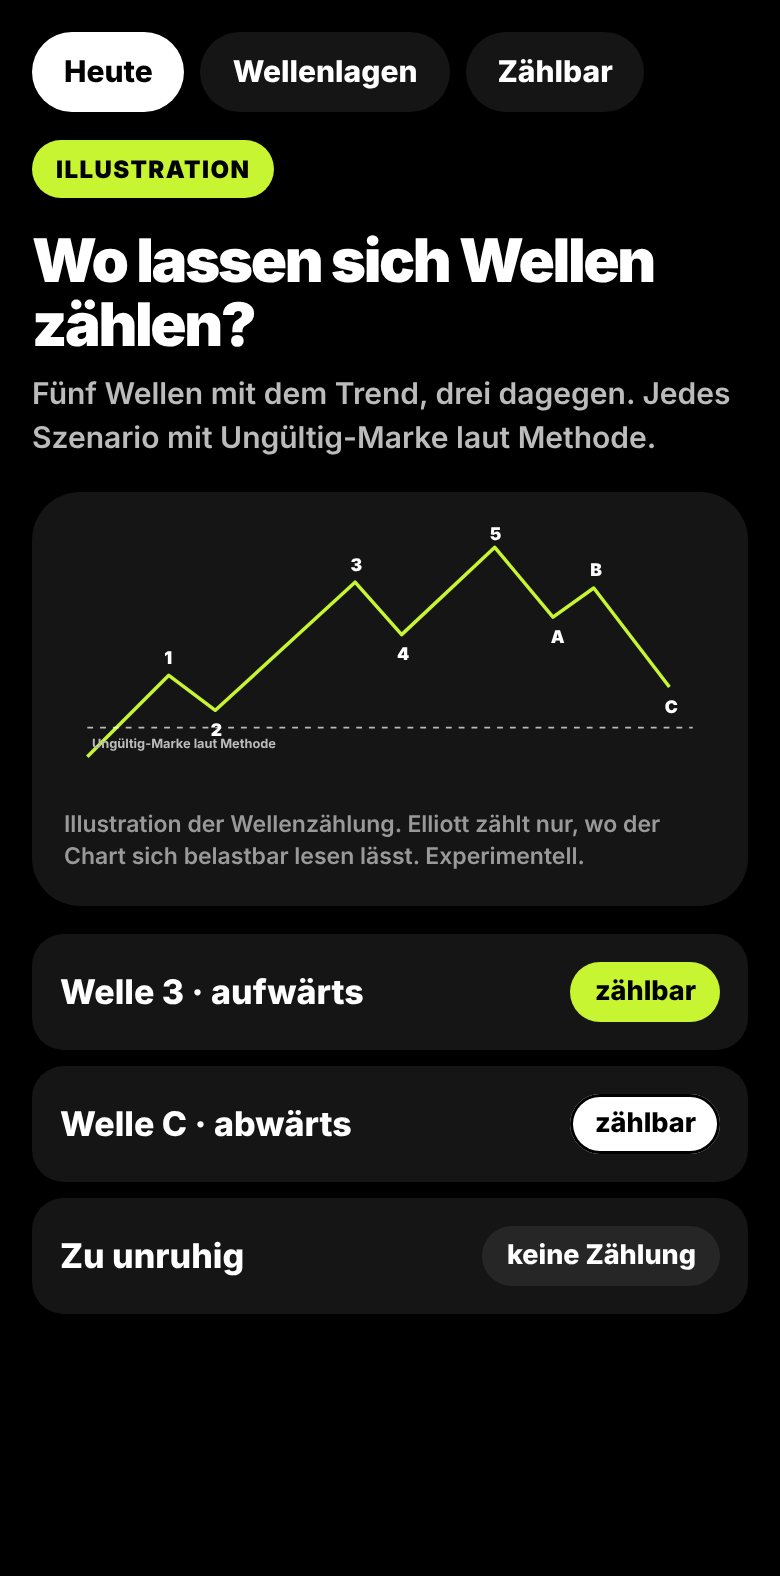 Heute
Wellenlagen
Zählbar
ILLUSTRATION
Wo lassen sich Wellen
zählen?
Fünf Wellen mit dem Trend, drei dagegen. Jedes
Szenario mit Ungültig-Marke laut Methode.
5
3
B
A
4
1
C
2
Ungültig-Marke laut Methode
Illustration der Wellenzählung. Elliott zählt nur, wo der
Chart sich belastbar lesen lässt. Experimentell.
Welle 3 · aufwärts
zählbar
Welle C · abwärts
zählbar
Zu unruhig
keine Zählung